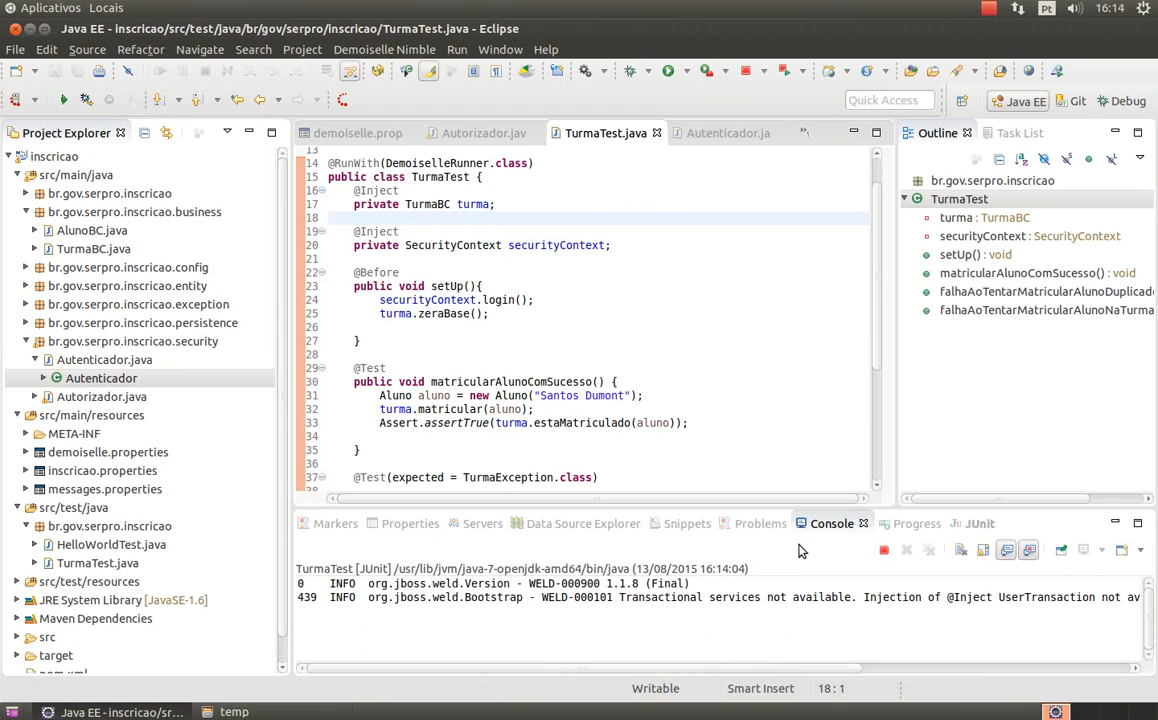 Aplicativos Locais
Pt 16:14
Java EE - inscricao/src/test/java/br/gov/serpro/inscricao/TurmaTest.java - Eclipse
File Edit Source Refactor Navigate Search Project Demoiselle Nimble Run Window Help
Quick Access Java EE Git Debug
Project Explorer
inscricao
src/main/java
br.gov.serpro.inscricao
br.gov.serpro.inscricao.business
AlunoBC.java
TurmaBC.java
br.gov.serpro.inscricao.config
br.gov.serpro.inscricao.entity
br.gov.serpro.inscricao.exception
br.gov.serpro.inscricao.persistence
br.gov.serpro.inscricao.security
Autenticador.java
Autenticador
Autorizador.java
src/main/resources
META-INF
demoiselle.properties
inscricao.properties
messages.properties
src/test/java
br.gov.serpro.inscricao
HelloWorldTest.java
TurmaTest.java
src/test/resources
JRE System Library [JavaSE-1.6]
Maven Dependencies
src
target
pom.xml
demoiselle.prop Autorizador.jav TurmaTest.java Autenticador.ja
13
14 @RunWith(DemoiselleRunner.class)
15 public class TurmaTest {
16 @Inject
17 private TurmaBC turma;
18
19 @Inject
20 private SecurityContext securityContext;
21
22 @Before
23 public void setUp(){
24 securityContext.login();
25 turma.zeraBase();
26
27 }
28
29 @Test
30 public void matricularAlunoComSucesso() {
31 Aluno aluno = new Aluno("Santos Dumont");
32 turma.matricular(aluno);
33 Assert.assertTrue(turma.estaMatriculado(aluno));
34
35 }
36
37 @Test(expected = TurmaException.class)
38
Outline Task List
br.gov.serpro.inscricao
TurmaTest
turma : TurmaBC
securityContext : SecurityContext
setUp() : void
matricularAlunoComSucesso() : void
falhaAoTentarMatricularAlunoDuplicad
falhaAoTentarMatricularAlunoNaTurma
Markers Properties Servers Data Source Explorer Snippets Problems Console Progress JUnit
TurmaTest [JUnit] /usr/lib/jvm/java-7-openjdk-amd64/bin/java (13/08/2015 16:14:04)
0 INFO org.jboss.weld.Version - WELD-000900 1.1.8 (Final)
439 INFO org.jboss.weld.Bootstrap - WELD-000101 Transactional services not available. Injection of @Inject UserTransaction not av
Writable Smart Insert 18 : 1
Java EE - inscricao/sr... temp